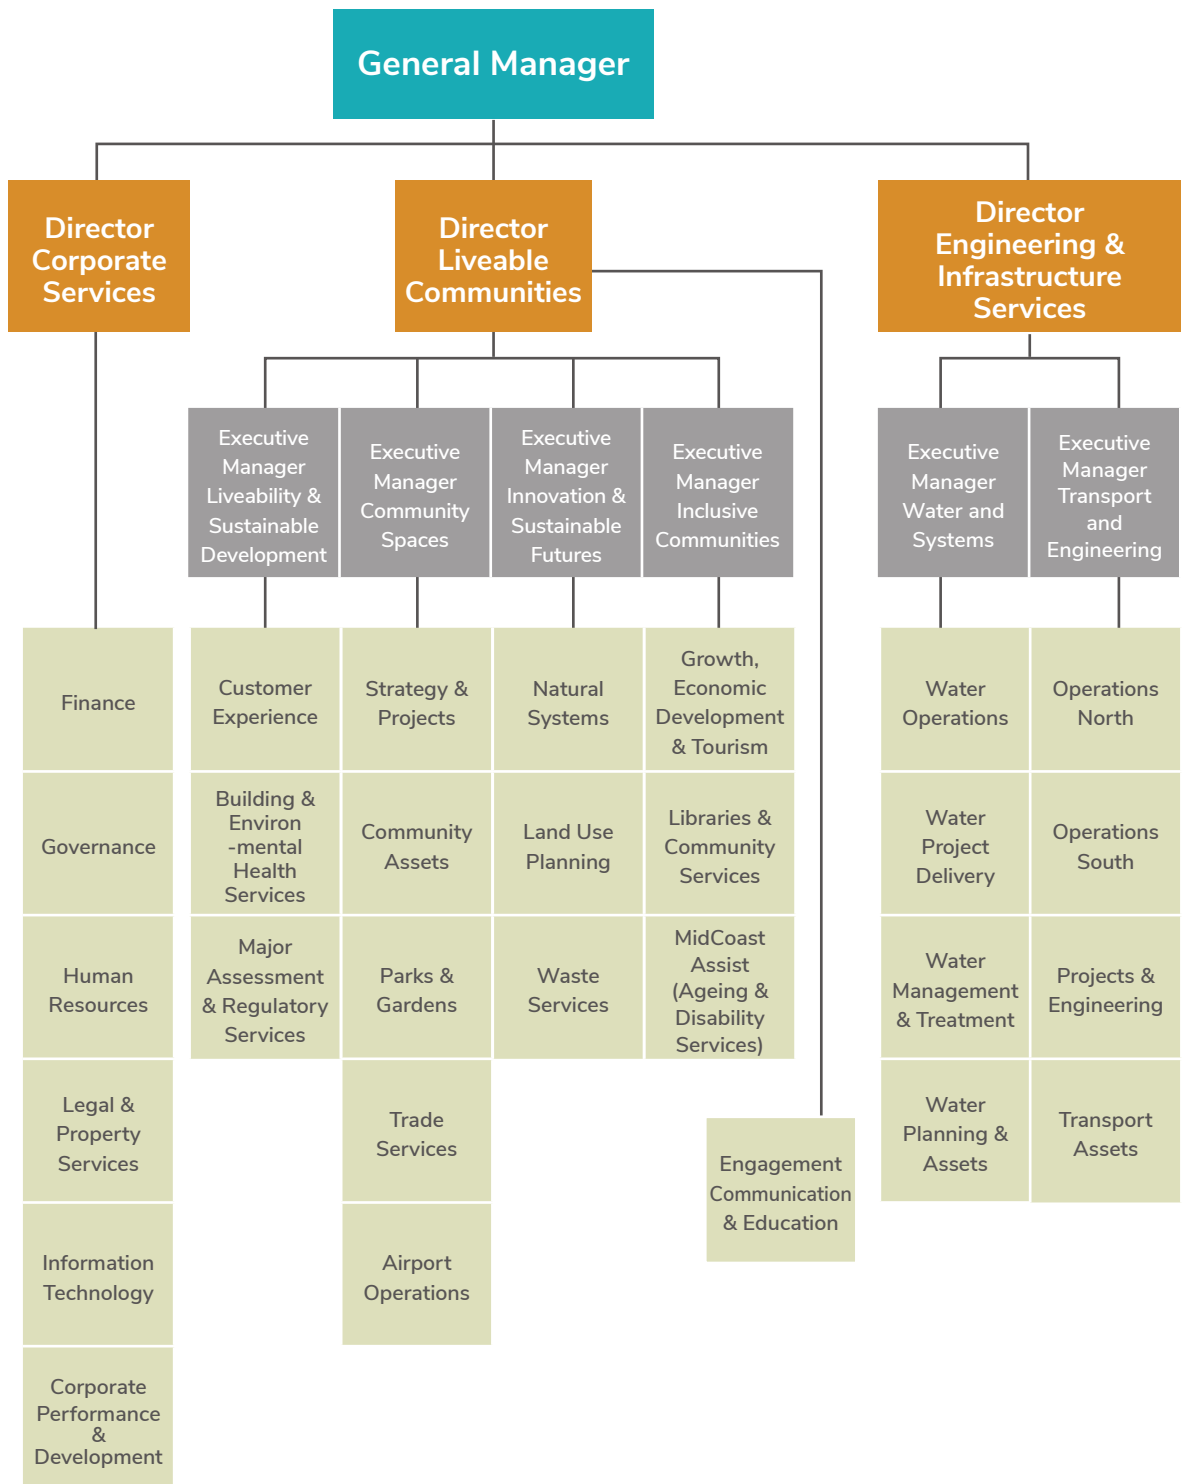 General Manager
Director
Corporate
Services
Director
Liveable
Communities
Director
Engineering &
Infrastructure
Services
Executive
Manager
Liveability &
Sustainable
Development
Executive
Manager
Community
Spaces
Executive
Manager
Innovation &
Sustainable
Futures
Executive
Manager
Inclusive
Communities
Executive
Manager
Water and
Systems
Executive
Manager
Transport
and
Engineering
Finance
Governance
Human
Resources
Legal &
Property
Services
Information
Technology
Corporate
Performance
&
Development
Customer
Experience
Building &
Environ
-mental
Health
Services
Major
Assessment
& Regulatory
Services
Strategy &
Projects
Community
Assets
Parks &
Gardens
Trade
Services
Airport
Operations
Natural
Systems
Land Use
Planning
Waste
Services
Growth,
Economic
Development
& Tourism
Libraries &
Community
Services
MidCoast
Assist
(Ageing &
Disability
Services)
Engagement
Communication
& Education
Water
Operations
Water
Project
Delivery
Water
Management
& Treatment
Water
Planning &
Assets
Operations
North
Operations
South
Projects &
Engineering
Transport
Assets